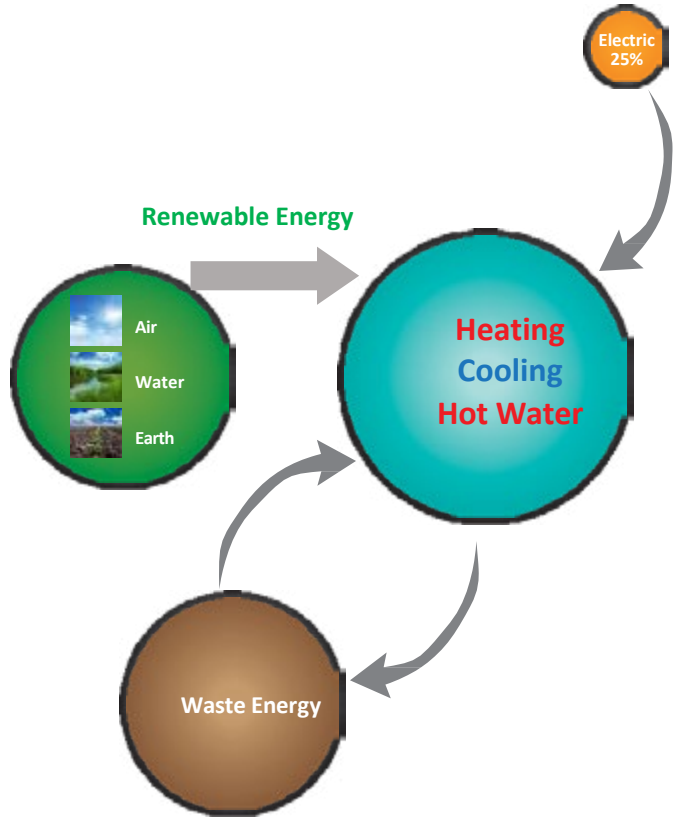 Electric
25%
Renewable Energy
Air
Water
Earth
Heating
Cooling
Hot Water
Waste Energy